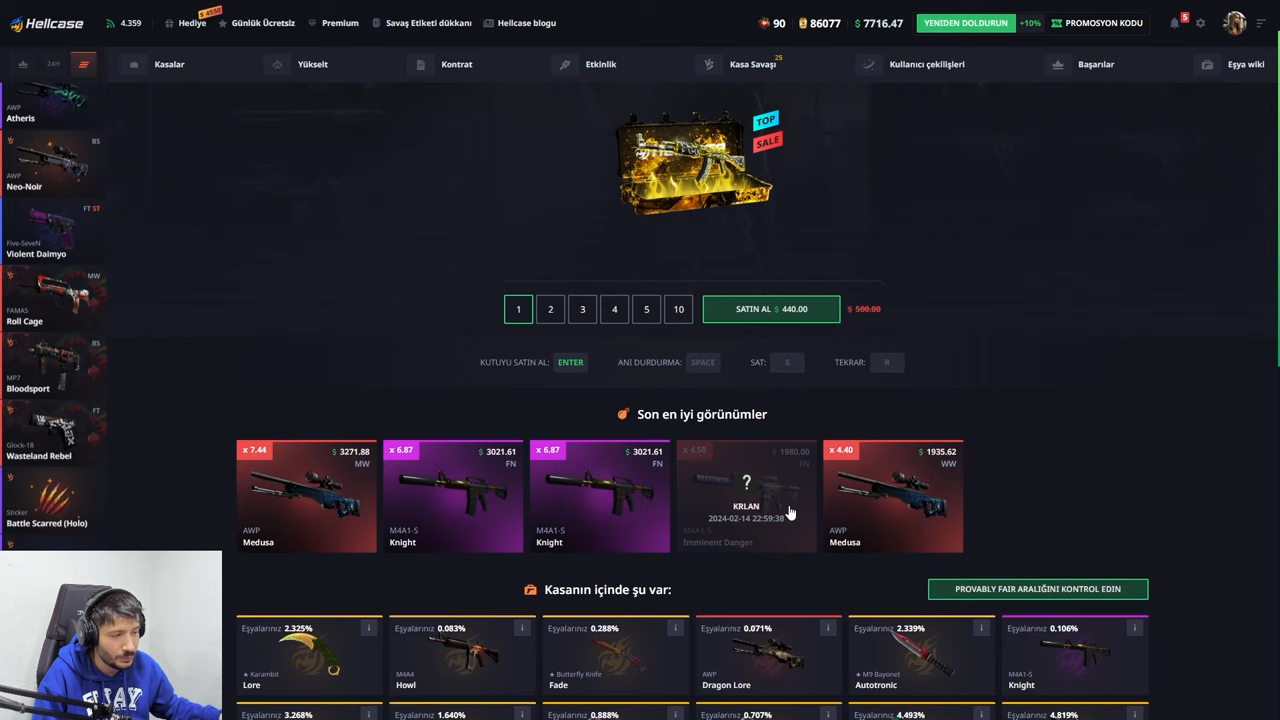 Hellcase
4.359
Hediye
$ 4550
Günlük Ücretsiz
Premium
Savaş Etiketi dükkanı
Hellcase blogu
90
86077
$ 7716.47
YENİDEN DOLDURUN
+10%
PROMOSYON KODU
5
24H
Kasalar
Yükselt
Kontrat
Etkinlik
Kasa Savaşı
25
Kullanıcı çekilişleri
Başarılar
Eşya wiki
AWP
Atheris
BS
AWP
Neo-Noir
FT ST
Five-SeveN
Violent Daimyo
MW
FAMAS
Roll Cage
BS
MP7
Bloodsport
FT
Glock-18
Wasteland Rebel
Sticker
Battle Scarred (Holo)
TOP
SALE
1
2
3
4
5
10
SATIN AL $ 440.00
$ 500.00
KUTUYU SATIN AL: ENTER
ANI DURDURMA: SPACE
SAT: S
TEKRAR: R
Son en iyi görünümler
x 7.44
$ 3271.88
MW
AWP
Medusa
x 6.87
$ 3021.61
FN
M4A1-S
Knight
x 6.87
$ 3021.61
FN
M4A1-S
Knight
x 4.50
$ 1980.00
FN
?
KRLAN
2024-02-14 22:59:38
M4A1-S
Imminent Danger
x 4.40
$ 1935.62
WW
AWP
Medusa
Kasanın içinde şu var:
PROVABLY FAIR ARALIĞINI KONTROL EDIN
Eşyalarınız 2.325%
★ Karambit
Lore
Eşyalarınız 0.083%
M4A4
Howl
Eşyalarınız 0.288%
★ Butterfly Knife
Fade
Eşyalarınız 0.071%
AWP
Dragon Lore
Eşyalarınız 2.339%
★ M9 Bayonet
Autotronic
Eşyalarınız 0.106%
M4A1-S
Knight
Eşyalarınız 3.268%
Eşyalarınız 1.640%
Eşyalarınız 0.888%
Eşyalarınız 0.707%
Eşyalarınız 4.493%
Eşyalarınız 4.819%